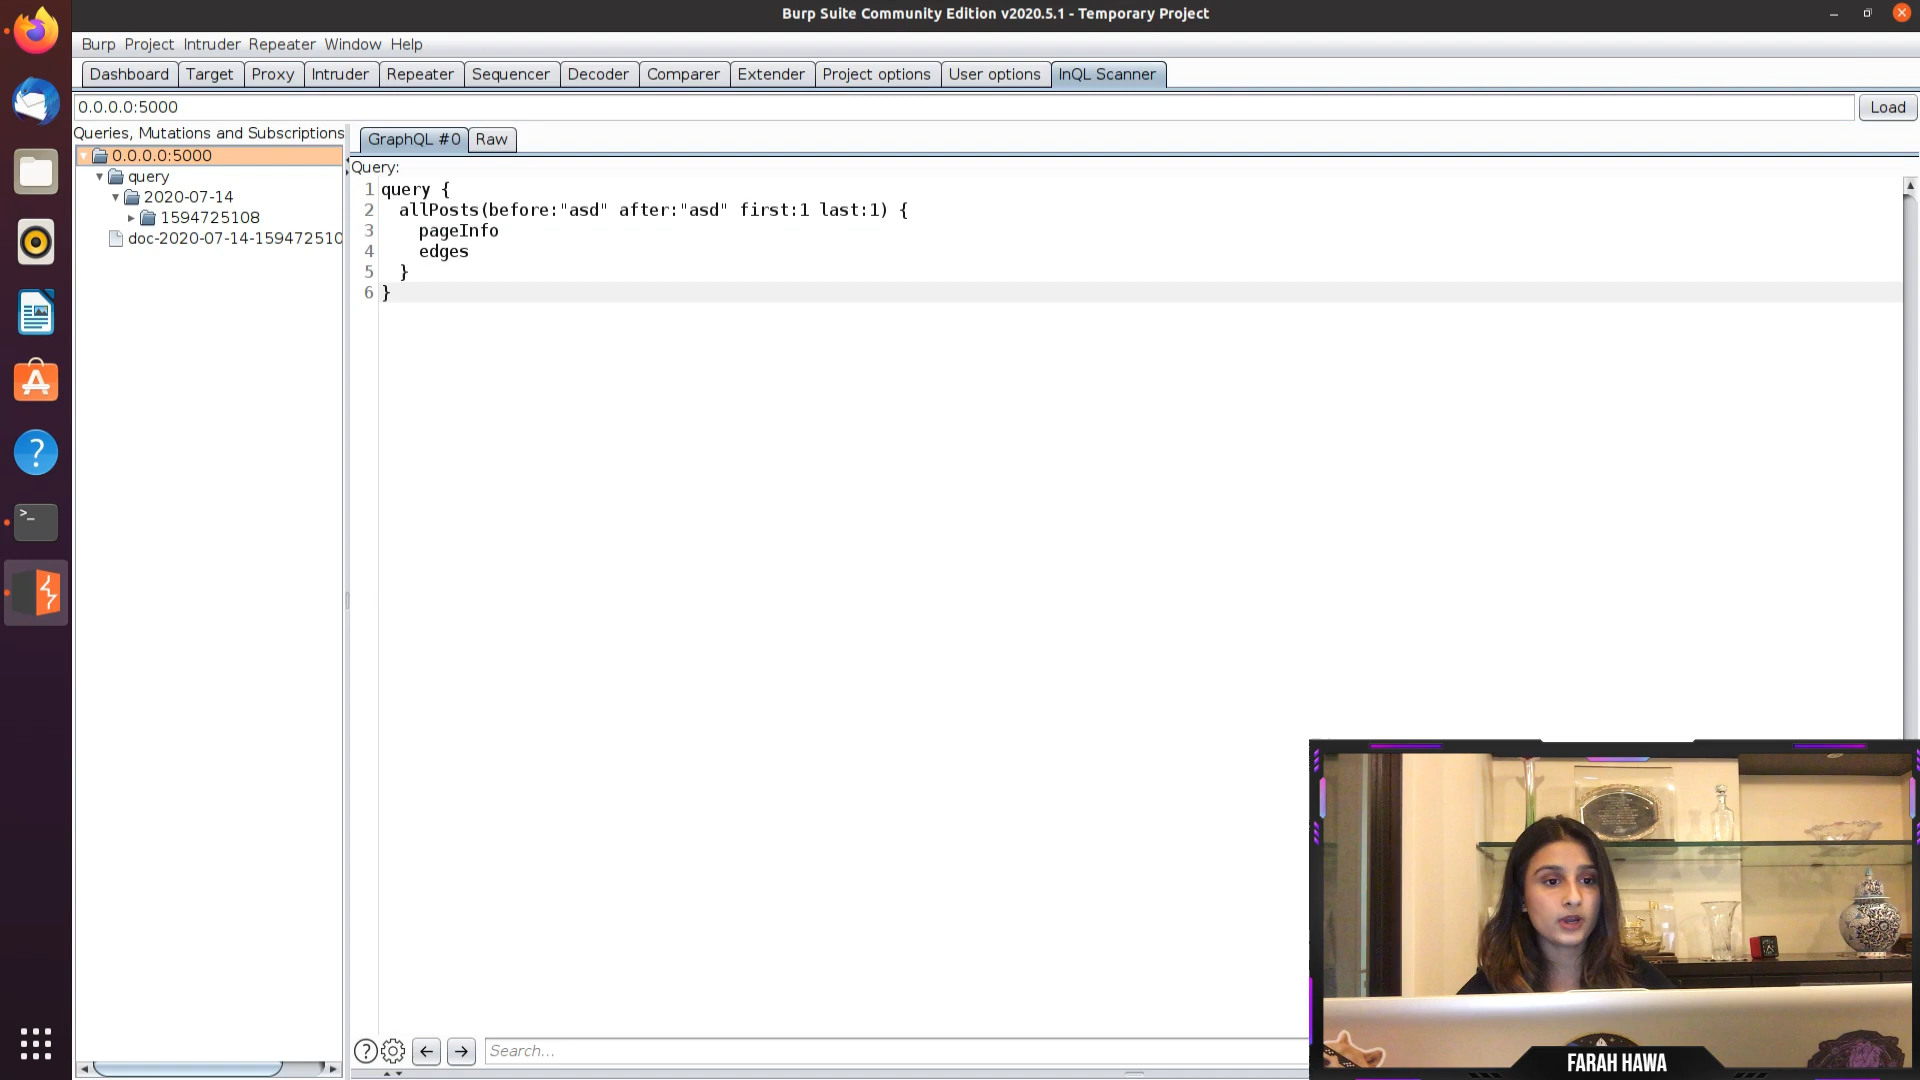 Burp Suite Community Edition v2020.5.1 - Temporary Project
Burp Project Intruder Repeater Window Help
Dashboard Target Proxy Intruder Repeater Sequencer Decoder Comparer Extender Project options User options InQL Scanner
0.0.0.0:5000 Load
Queries, Mutations and Subscriptions
0.0.0.0:5000
query
2020-07-14
1594725108
doc-2020-07-14-159472510
GraphQL #0 Raw
Query:
1 query {
2 allPosts(before:"asd" after:"asd" first:1 last:1) {
3 pageInfo
4 edges
5 }
6 }
Search...
FARAH HAWA